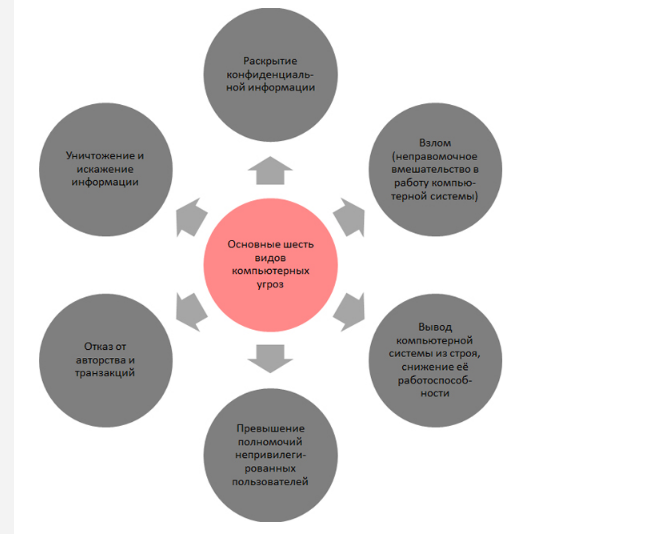 Раскрытие
конфиденциаль-
ной информации
Взлом
(неправомочное
вмешательство в
работу компью-
терной системы)
Уничтожение и
искажение
информации
Основные шесть
видов
компьютерных
угроз
Вывод
компьютерной
системы из строя,
снижение её
работоспособ-
ности
Отказ от
авторства и
транзакций
Превышение
полномочий
непривилеги-
рованных
пользователей